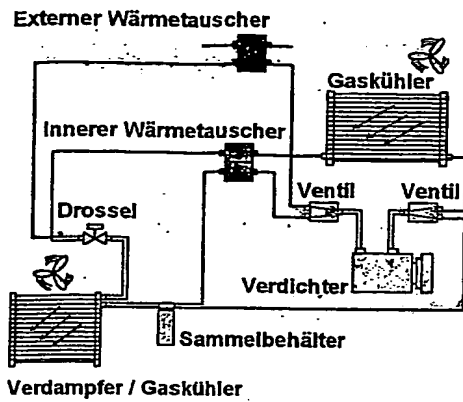 Externer Wärmetauscher
Gaskühler
Innerer Wärmetauscher
Ventil
Ventil
Drossel
Verdichter
Sammelbehälter
Verdampfer / Gaskühler